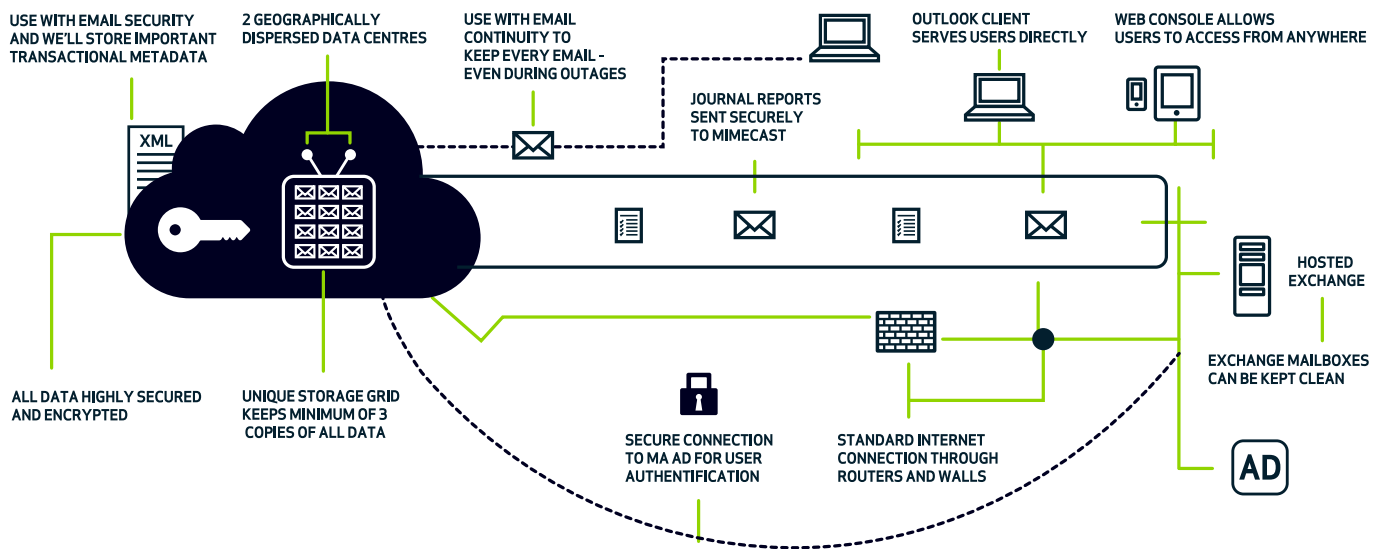 USE WITH EMAIL SECURITY
AND WE'LL STORE IMPORTANT
TRANSACTIONAL METADATA
2 GEOGRAPHICALLY
DISPERSED DATA CENTRES
USE WITH EMAIL
CONTINUITY TO
KEEP EVERY EMAIL -
EVEN DURING OUTAGES
OUTLOOK CLIENT
SERVES USERS DIRECTLY
WEB CONSOLE ALLOWS
USERS TO ACCESS FROM ANYWHERE
JOURNAL REPORTS
SENT SECURELY
TO MIMECAST
XML
HOSTED
EXCHANGE
EXCHANGE MAILBOXES
CAN BE KEPT CLEAN
ALL DATA HIGHLY SECURED
AND ENCRYPTED
UNIQUE STORAGE GRID
KEEPS MINIMUM OF 3
COPIES OF ALL DATA
SECURE CONNECTION
TO MA AD FOR USER
AUTHENTIFICATION
STANDARD INTERNET
CONNECTION THROUGH
ROUTERS AND WALLS
AD